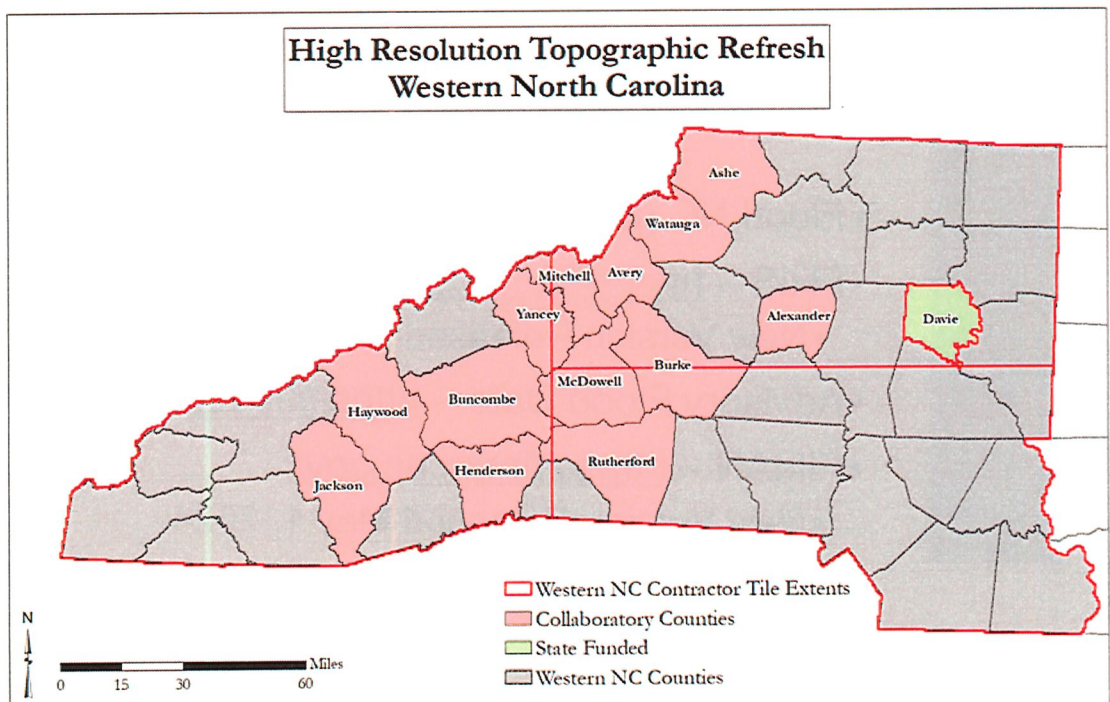 High Resolution Topographic Refresh
Western North Carolina
Ashe
Watauga
Mitchell
Avery
Yancey
Alexander
Davie
Burke
McDowell
Buncombe
Haywood
Henderson
Rutherford
Jackson
Western NC Contractor Tile Extents
Collaboratory Counties
State Funded
Western NC Counties
N
Miles
0 15 30 60